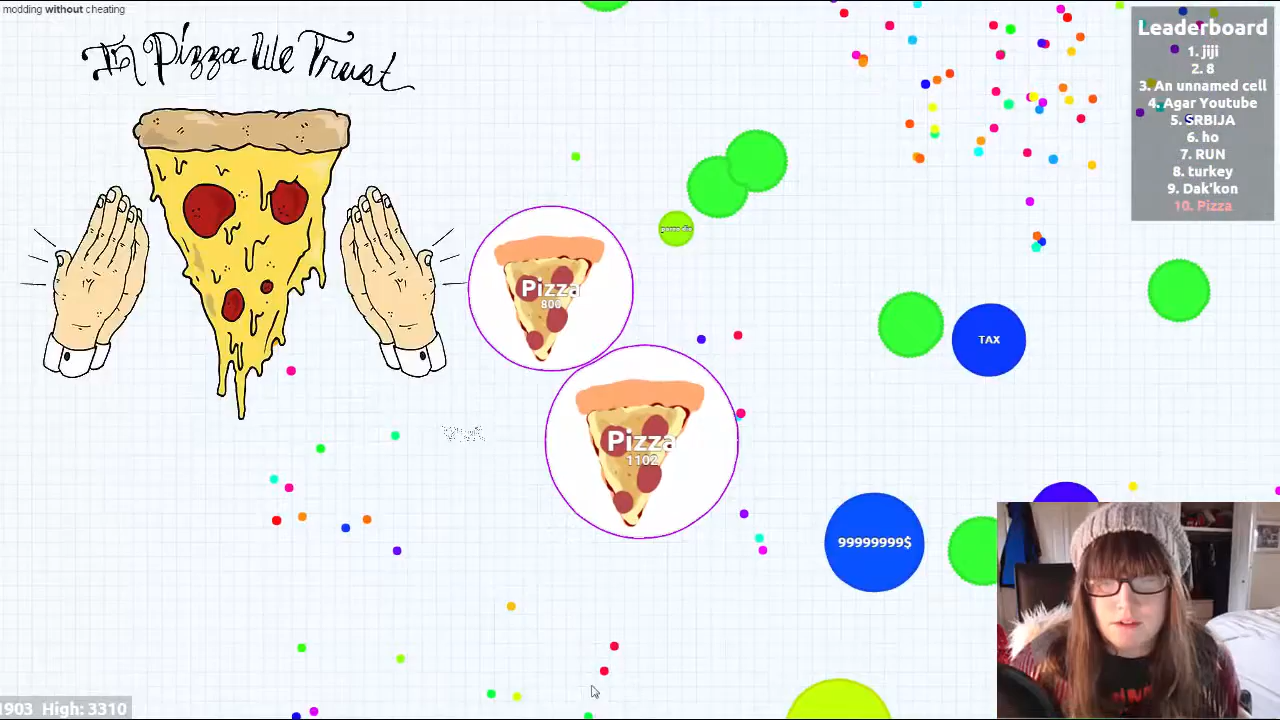 modding without cheating
In Pizza We Trust
Leaderboard
1. jiji
2. 8
3. An unnamed cell
4. Agar Youtube
5. SRBIJA
6. ho
7. RUN
8. turkey
9. Dak'kon
10. Pizza
Pizza
800
TAX
Pizza
1102
99999999$
1903 High: 3310